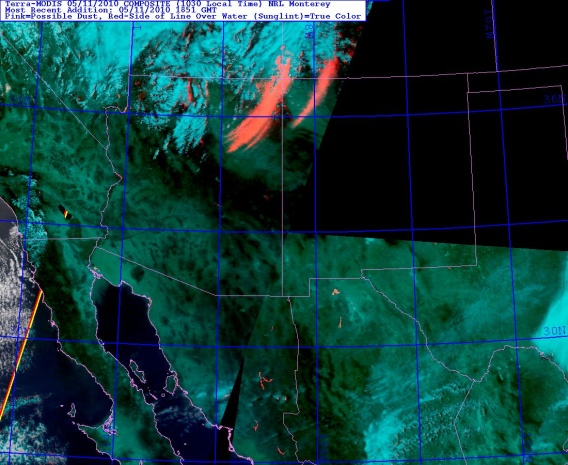 Terra-MODIS 05/11/2010 COMPOSITE (1030 Local Time) NRL Monterey
Most Recent Addition: 05/11/2010 1851 GMT
Pink=Possible Dust, Red-Side of Line Over Water (Sunglint)=True Color
30N